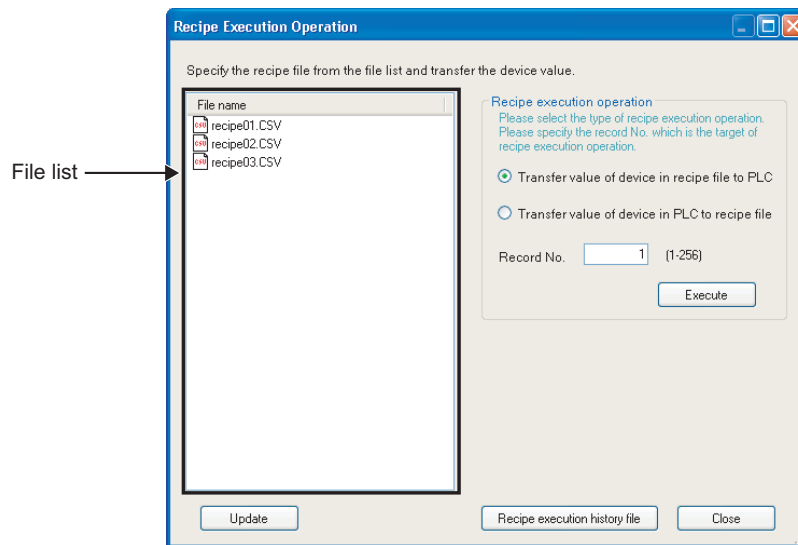 Recipe Execution Operation
Specify the recipe file from the file list and transfer the device value.
File name
recipe01.CSV
recipe02.CSV
recipe03.CSV
File list
Recipe execution operation
Please select the type of recipe execution operation.
Please specify the record No. which is the target of
recipe execution operation.
Transfer value of device in recipe file to PLC
Transfer value of device in PLC to recipe file
Record No. 1 (1-256)
Execute
Update
Recipe execution history file
Close